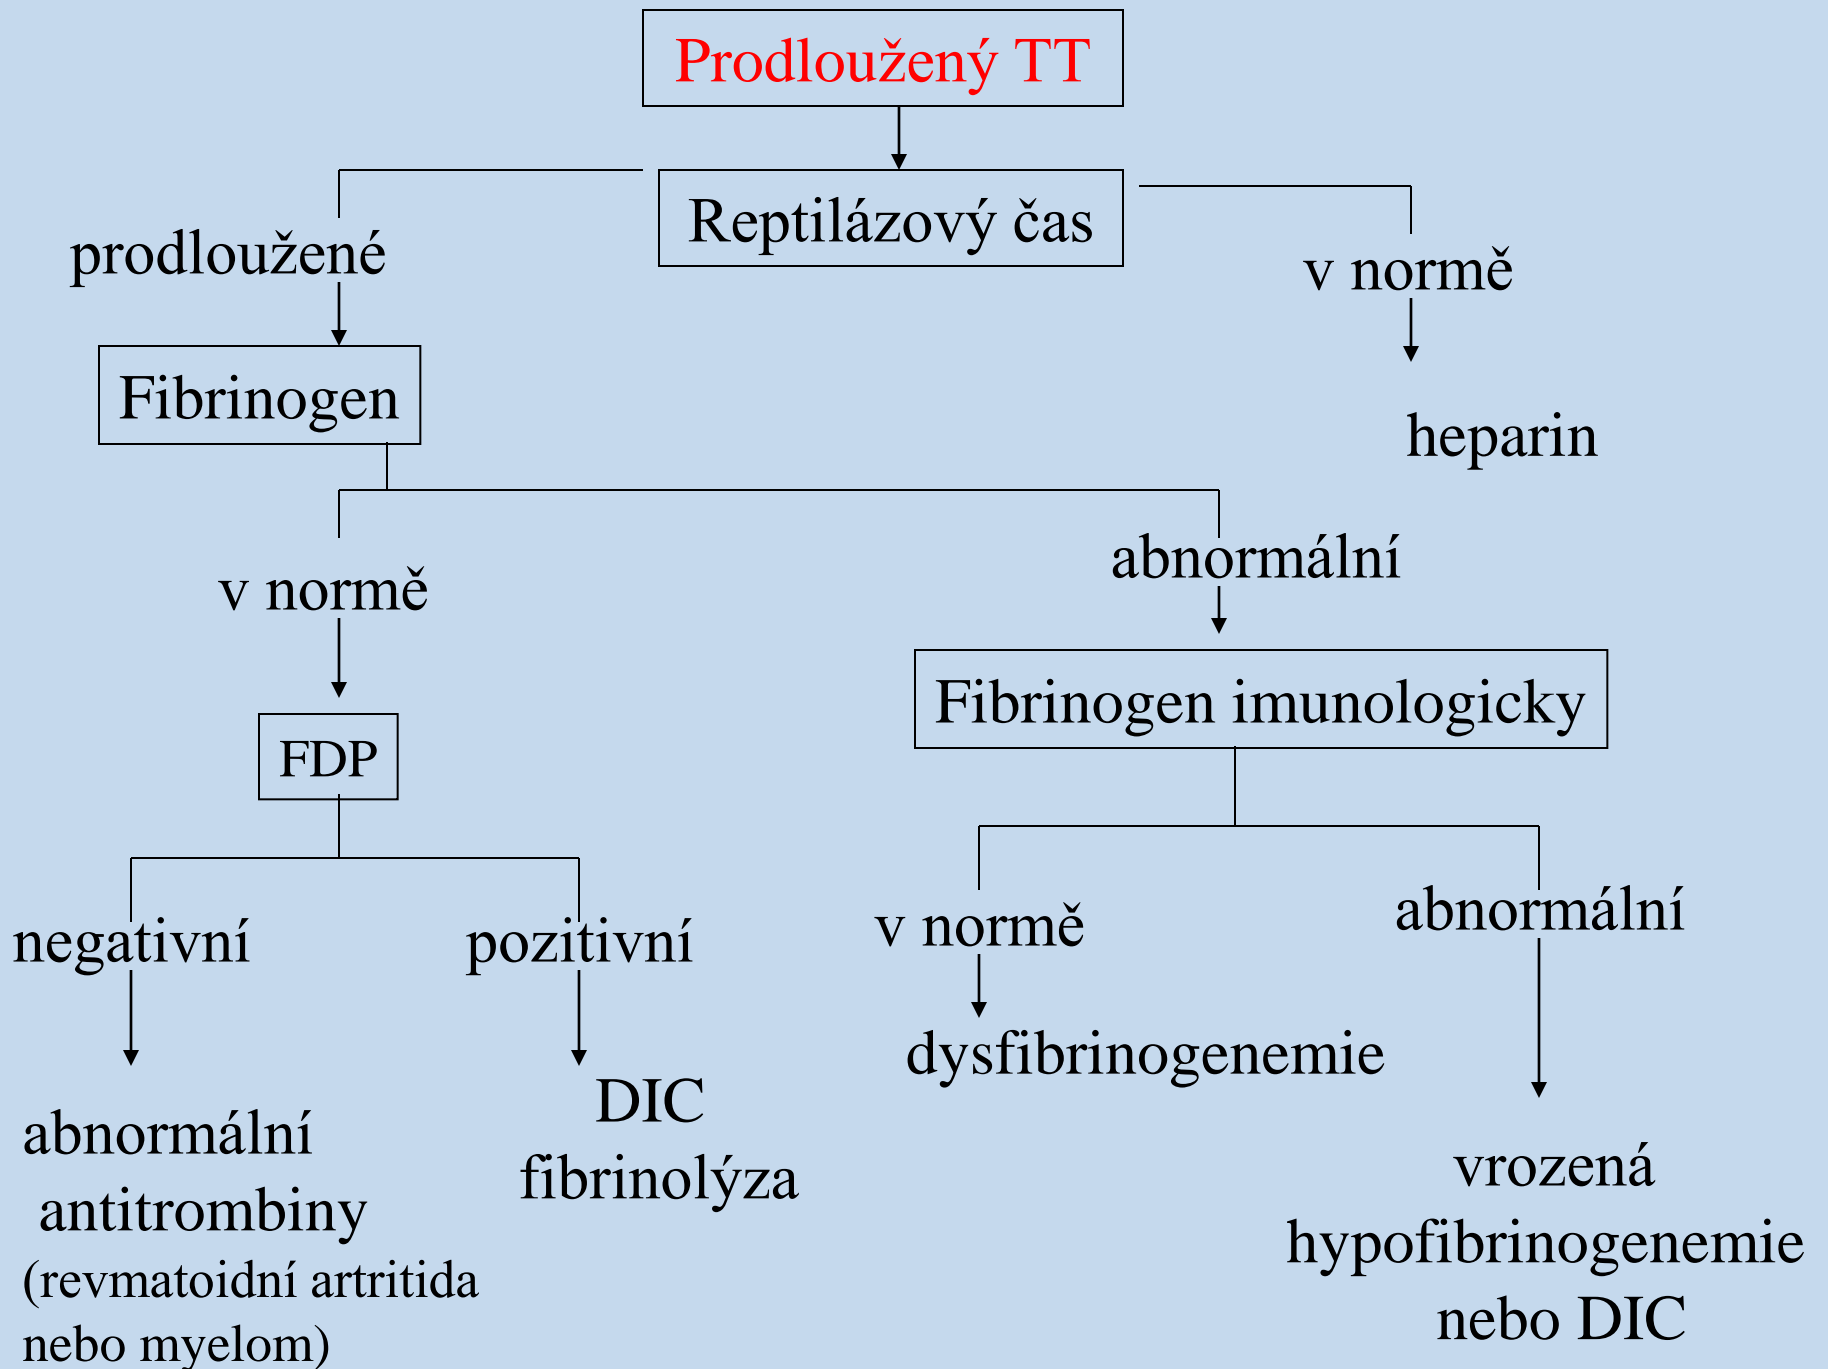 Prodloužený TT
Reptilázový čas
prodloužené
v normě
Fibrinogen
heparin
v normě
abnormální
FDP
Fibrinogen imunologicky
negativní
pozitivní
v normě
abnormální
abnormální
antitrombiny
(revmatoidní artritida
nebo myelom)
DIC
fibrinolýza
dysfibrinogenemie
vrozená
hypofibrinogenemie
nebo DIC